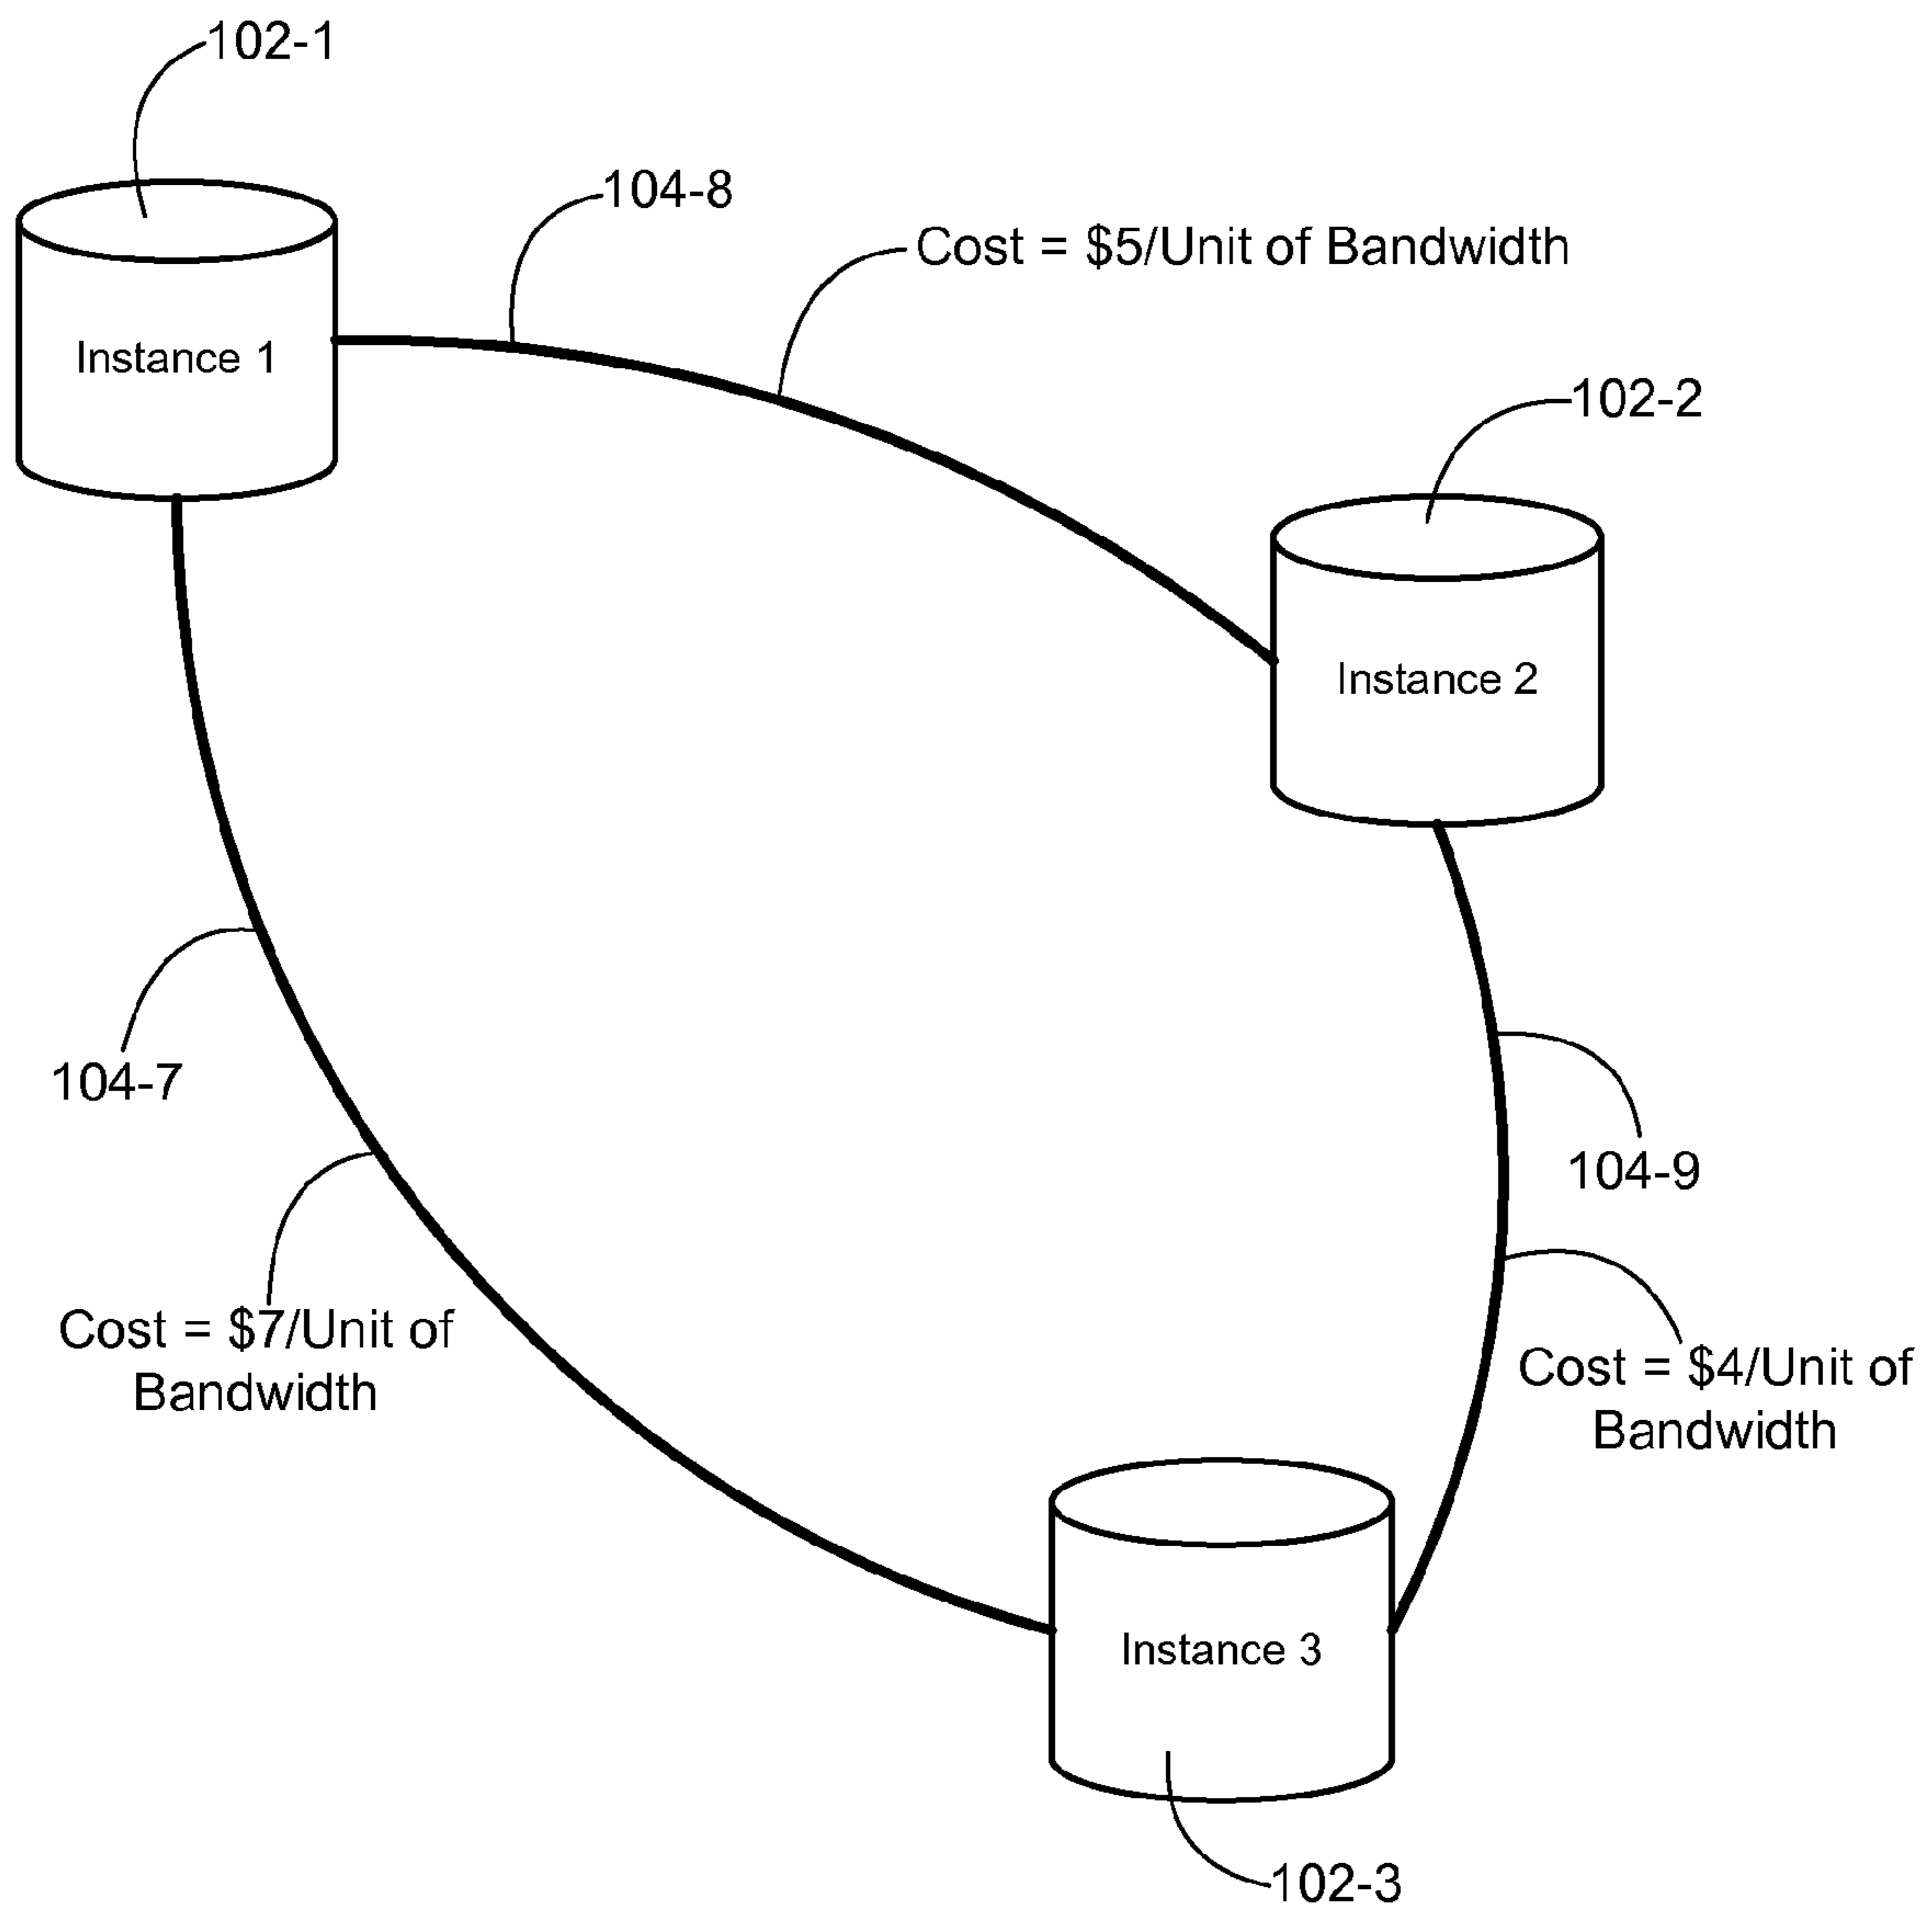 102-1
104-8
Cost = $5/Unit of Bandwidth
Instance 1
102-2
Instance 2
104-7
104-9
Cost = $7/Unit of
Bandwidth
Cost = $4/Unit of
Bandwidth
Instance 3
102-3